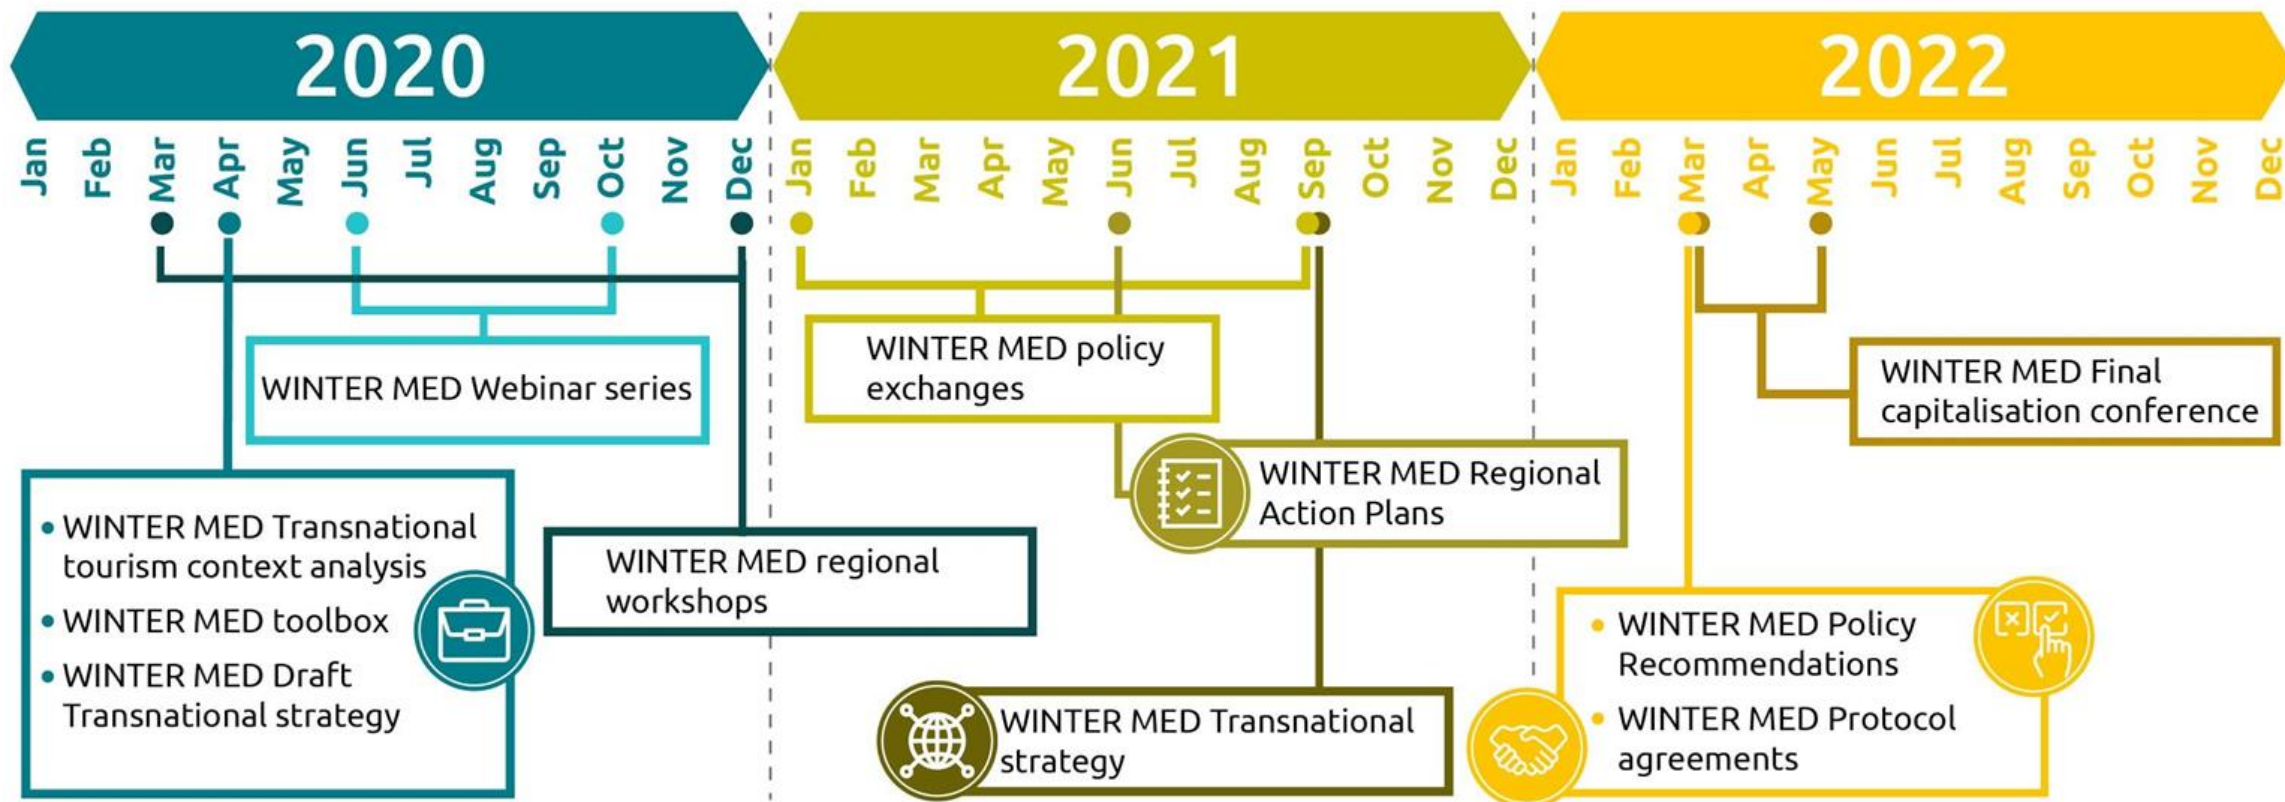 2020
2021
2022
Jan Feb Mar Apr May Jun Jul Aug Sep Oct Nov Dec
Jan Feb Mar Apr May Jun Jul Aug Sep Oct Nov Dec
Jan Feb Mar Apr May Jun Jul Aug Sep Oct Nov Dec
WINTER MED Webinar series
• WINTER MED Transnational
tourism context analysis
• WINTER MED toolbox
• WINTER MED Draft
Transnational strategy
WINTER MED regional
workshops
WINTER MED policy
exchanges
WINTER MED Regional
Action Plans
WINTER MED Transnational
strategy
WINTER MED Final
capitalisation conference
• WINTER MED Policy
Recommendations
• WINTER MED Protocol
agreements